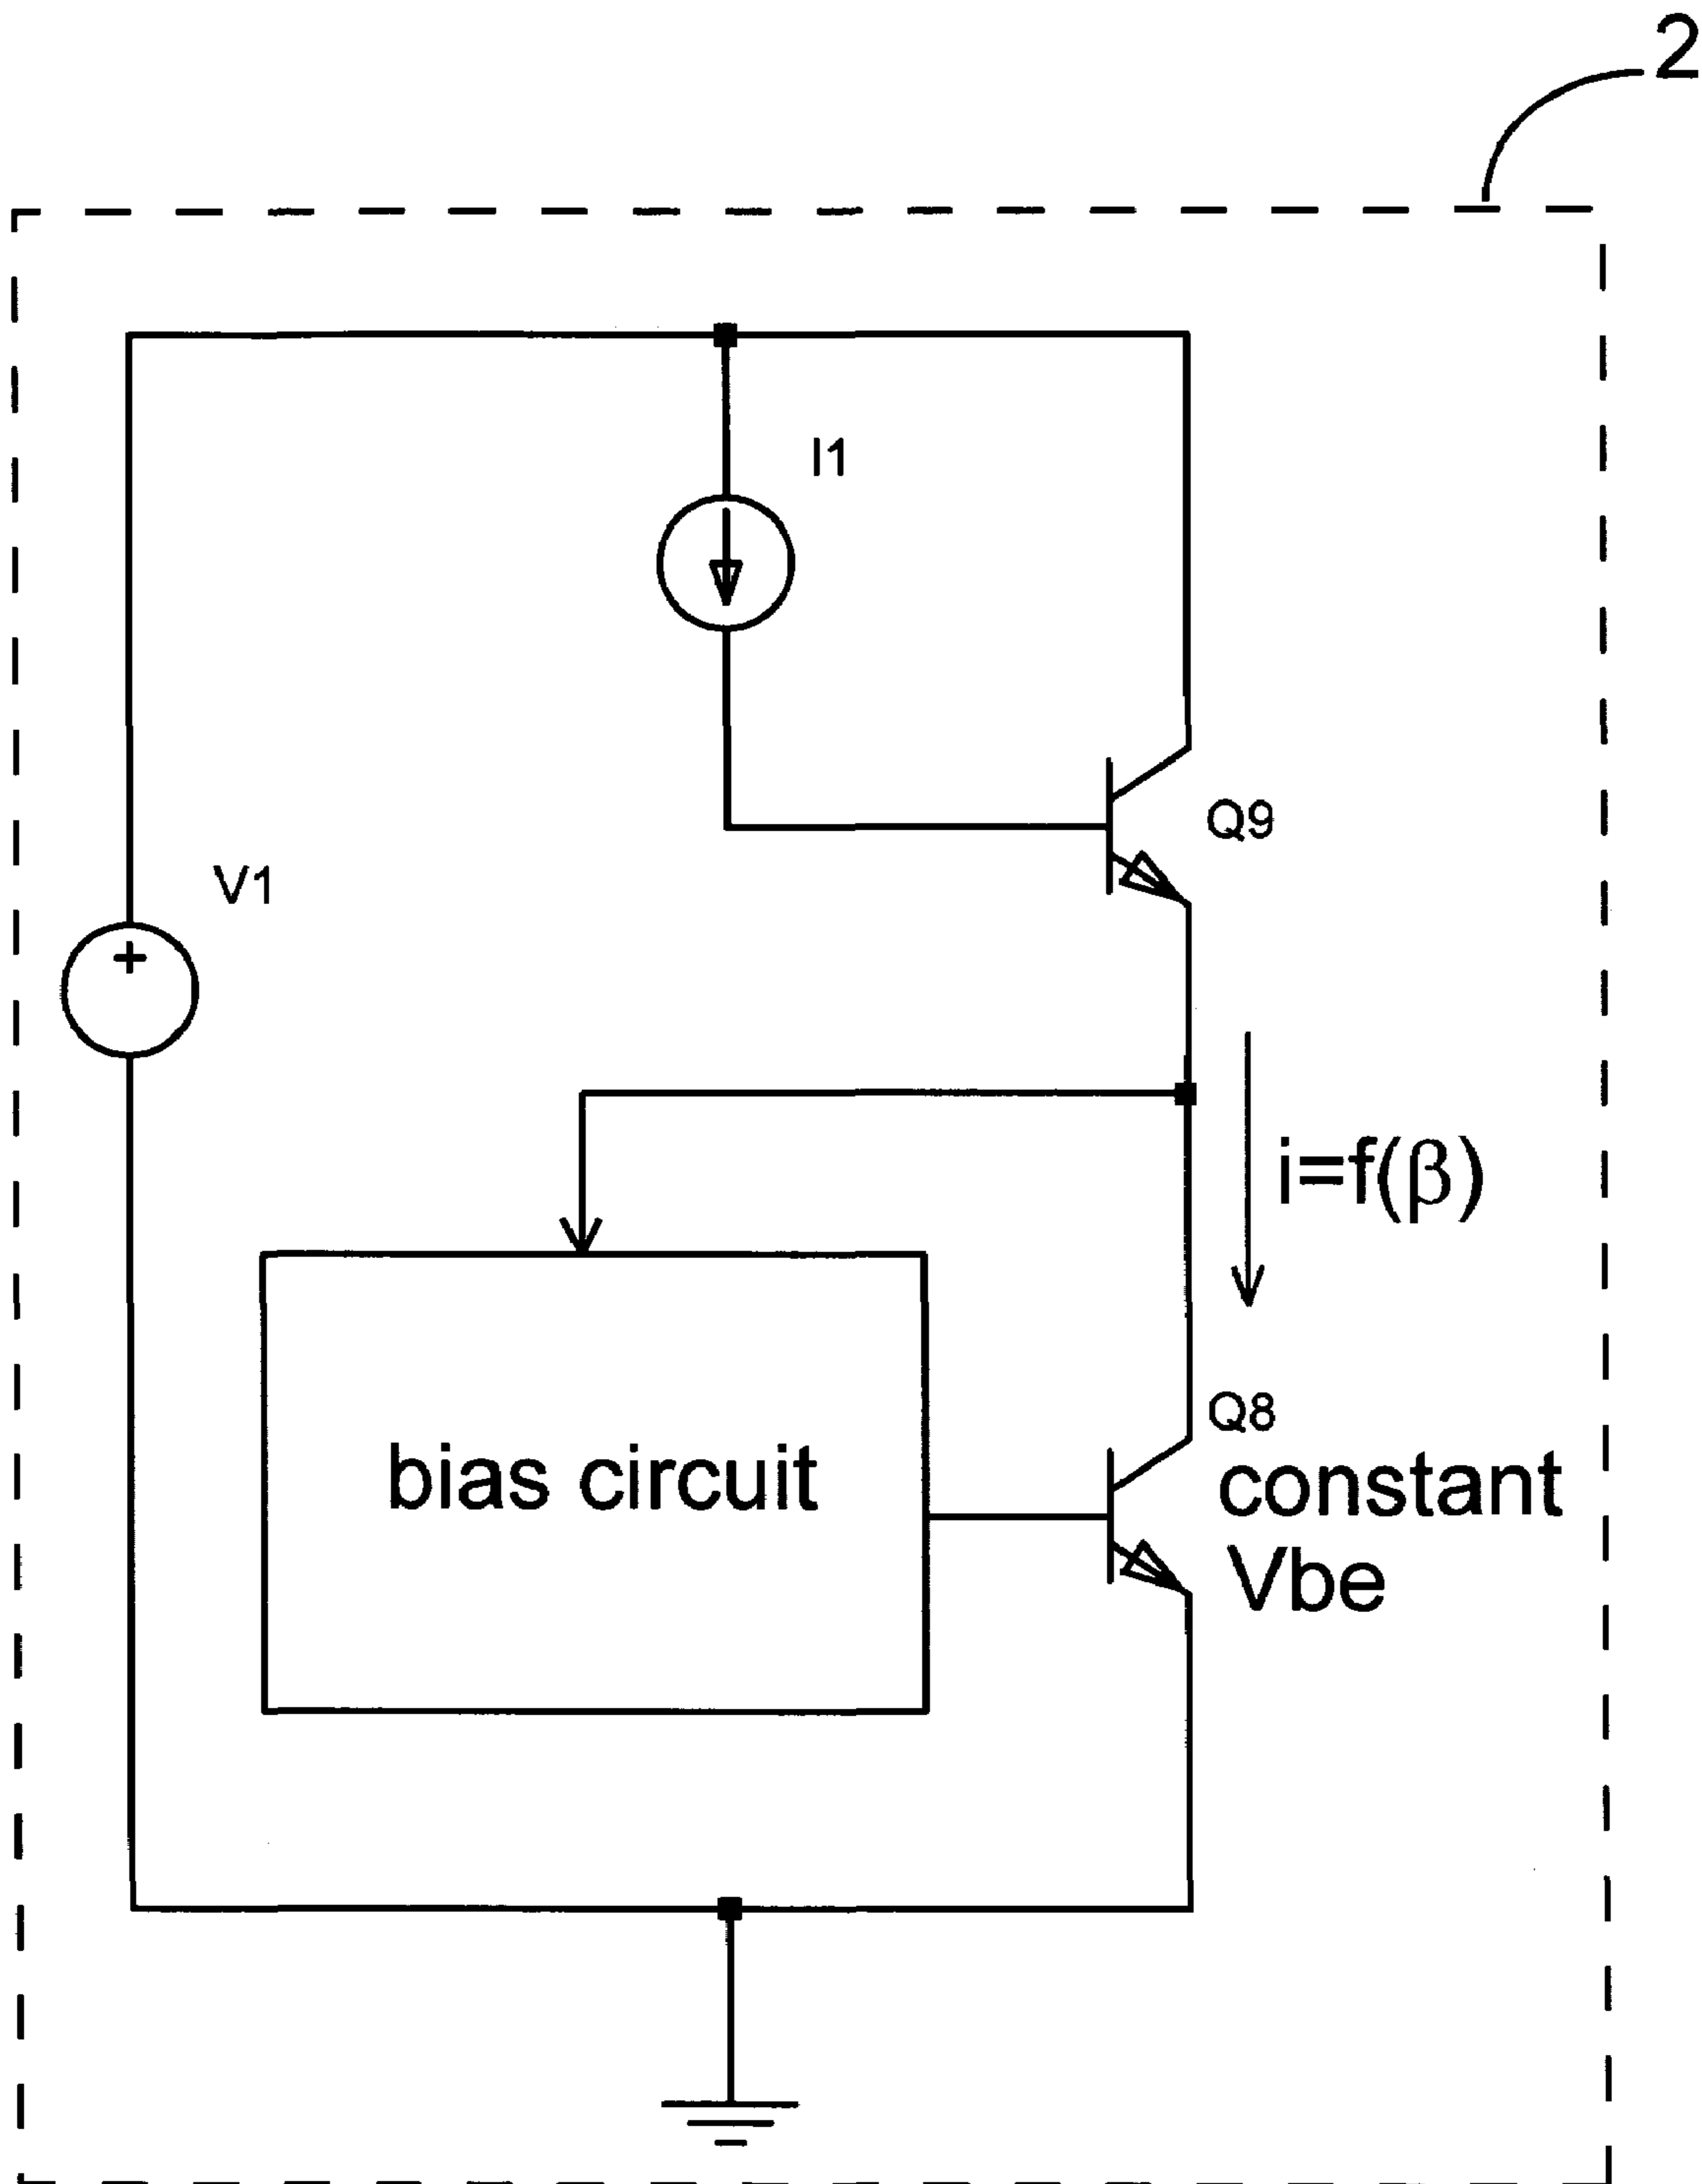 2
I1
Q9
V1
+
i=f(β)
Q8
bias circuit
constant
Vbe